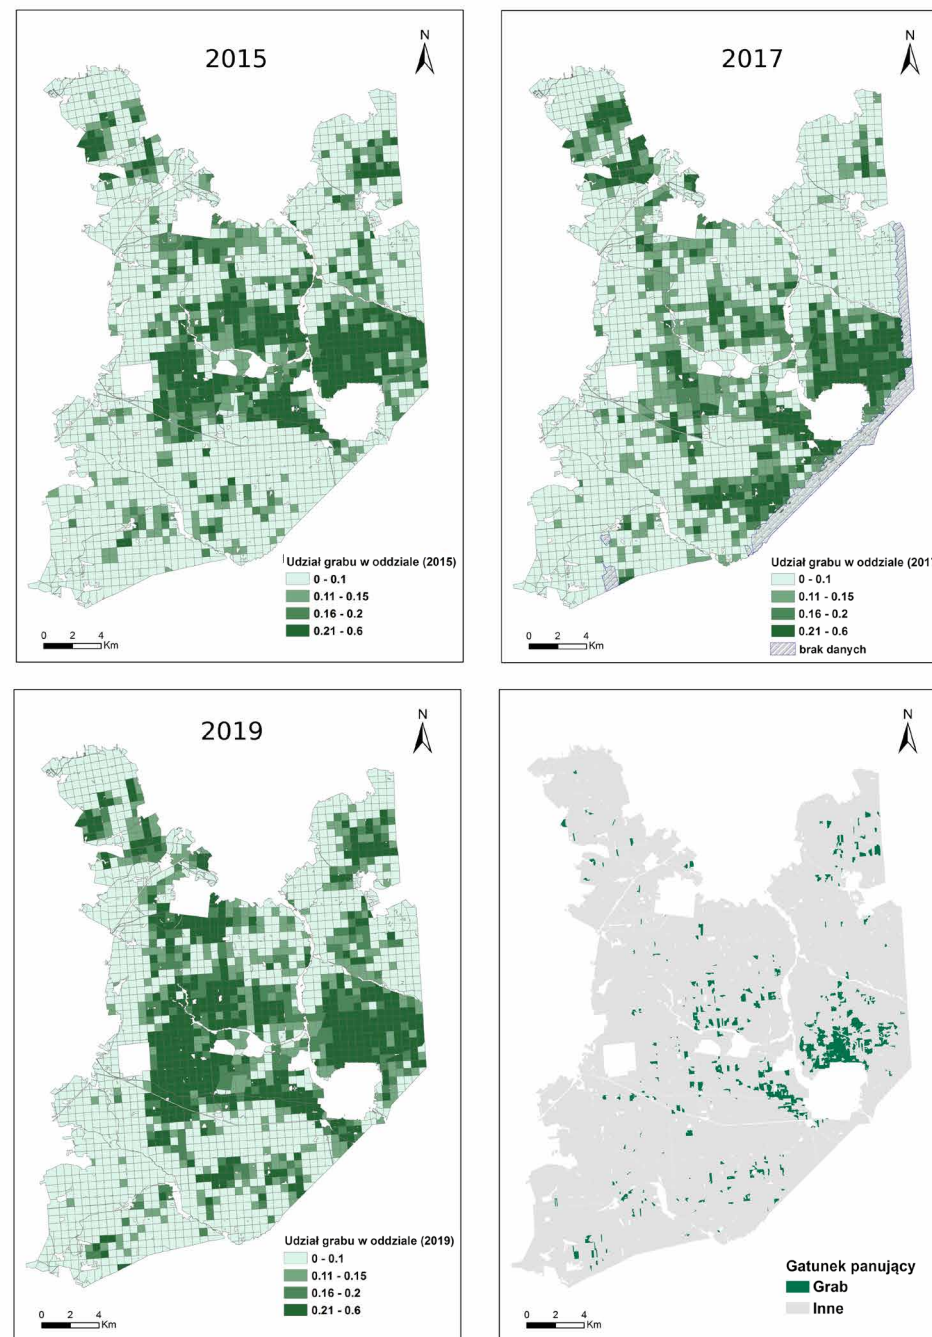 2015
N
Udział grabu w oddziale (2015)
0 - 0.1
0.11 - 0.15
0.16 - 0.2
0.21 - 0.6
0 2 4
Km
2017
N
Udział grabu w oddziale (2017
0 - 0.1
0.11 - 0.15
0.16 - 0.2
0.21 - 0.6
brak danych
0 2 4
Km
2019
N
Udział grabu w oddziale (2019)
0 - 0.1
0.11 - 0.15
0.16 - 0.2
0.21 - 0.6
0 2 4
Km
N
Gatunek panujący
Grab
Inne
0 2 4
Km